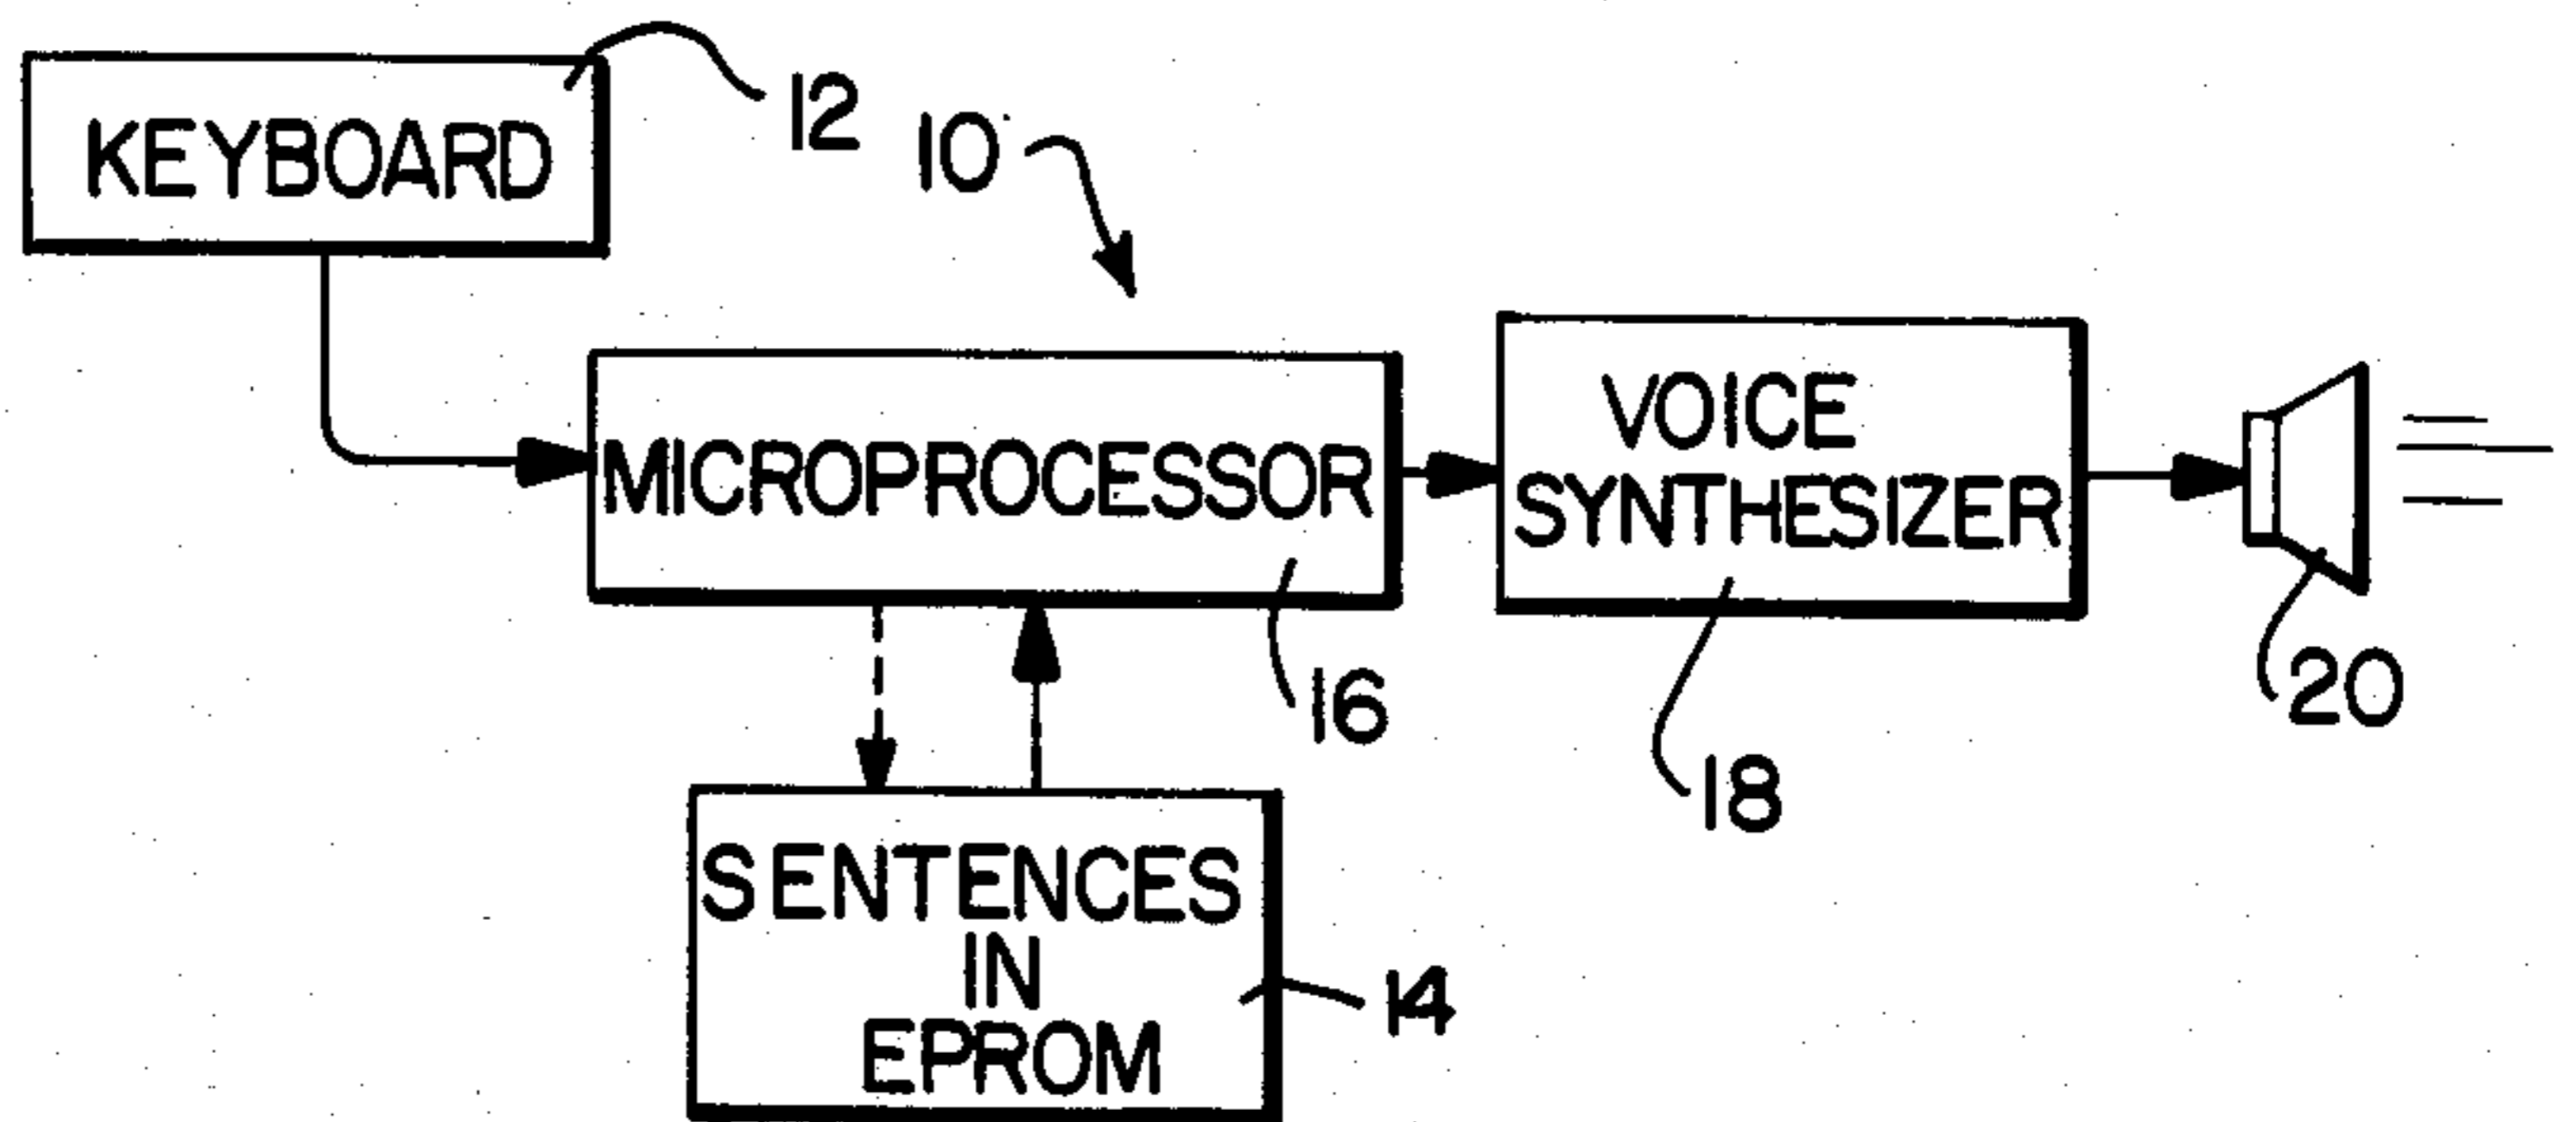 KEYBOARD
12
10
MICROPROCESSOR
16
VOICE
SYNTHESIZER
18
20
SENTENCES
IN
EPROM
14